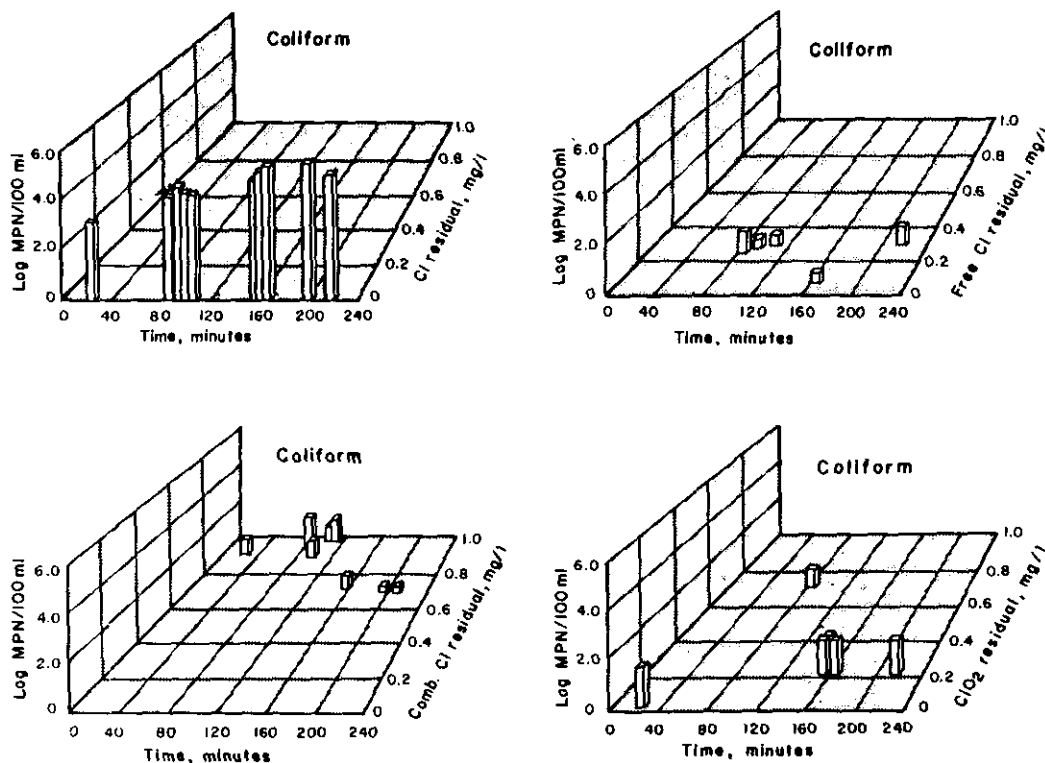 Coliform
6.0
4.0
2.0
0
Log MPN/100 ml
0 40 80 120 160 200 240
Time, minutes
0
0.2
0.4
0.6
0.8
1.0
Cl residual, mg/l
Coliform
6.0
4.0
2.0
0
Log MPN/100ml
0 40 80 120 160 200 240
Time, minutes
0
0.2
0.4
0.6
0.8
1.0
Free Cl residual, mg/l
Coliform
6.0
4.0
2.0
0
Log MPN/100 ml
0 40 80 120 160 200 240
Time, minutes
0
0.2
0.4
0.6
0.8
1.0
Comb. Cl residual, mg/l
Coliform
6.0
4.0
2.0
0
Log MPN/100 ml
0 40 80 120 160 200 240
Time, minutes
0
0.2
0.4
0.6
0.8
1.0
ClO2 residual, mg/l